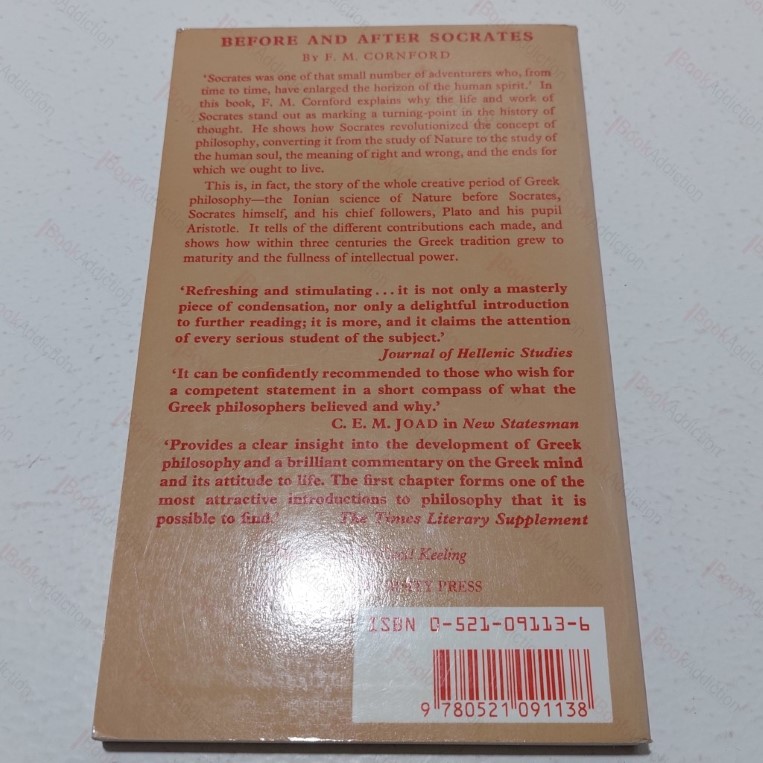 BEFORE AND AFTER SOCRATES
By F. M. CORNFORD
‘Socrates was one of that small number of adventurers who, from
time to time, have enlarged the horizon of the human spirit.’ In
this book, F. M. Cornford explains why the life and work of
Socrates stand out as marking a turning-point in the history of
thought. He shows how Socrates revolutionized the concept of
philosophy, converting it from the study of Nature to the study of
the human soul, the meaning of right and wrong, and the ends for
which we ought to live.
This is, in fact, the story of the whole creative period of Greek
philosophy—the Ionian science of Nature before Socrates,
Socrates himself, and his chief followers, Plato and his pupil
Aristotle. It tells of the different contributions each made, and
shows how within three centuries the Greek tradition grew to
maturity and the fullness of intellectual power.
‘Refreshing and stimulating...it is not only a masterly
piece of condensation, nor only a delightful introduction
to further reading; it is more, and it claims the attention
of every serious student of the subject.’
Journal of Hellenic Studies
‘It can be confidently recommended to those who wish for
a competent statement in a short compass of what the
Greek philosophers believed and why.’
C. E. M. JOAD in New Statesman
‘Provides a clear insight into the development of Greek
philosophy and a brilliant commentary on the Greek mind
and its attitude to life. The first chapter forms one of the
most attractive introductions to philosophy that it is
possible to find.’ The Times Literary Supplement
Keeling
PRESS
ISBN 0-521-09113-6
9 780521 091138
BookAddiction